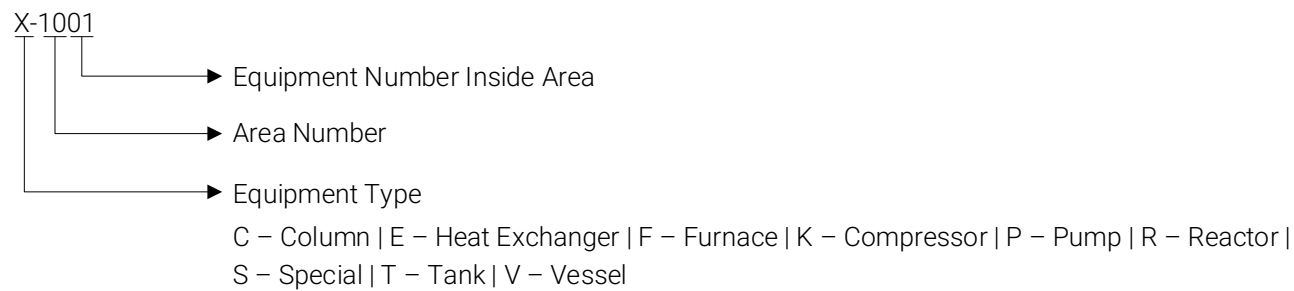 X-1001
Equipment Number Inside Area
Area Number
Equipment Type
C – Column | E – Heat Exchanger | F – Furnace | K – Compressor | P – Pump | R – Reactor |
S – Special | T – Tank | V – Vessel